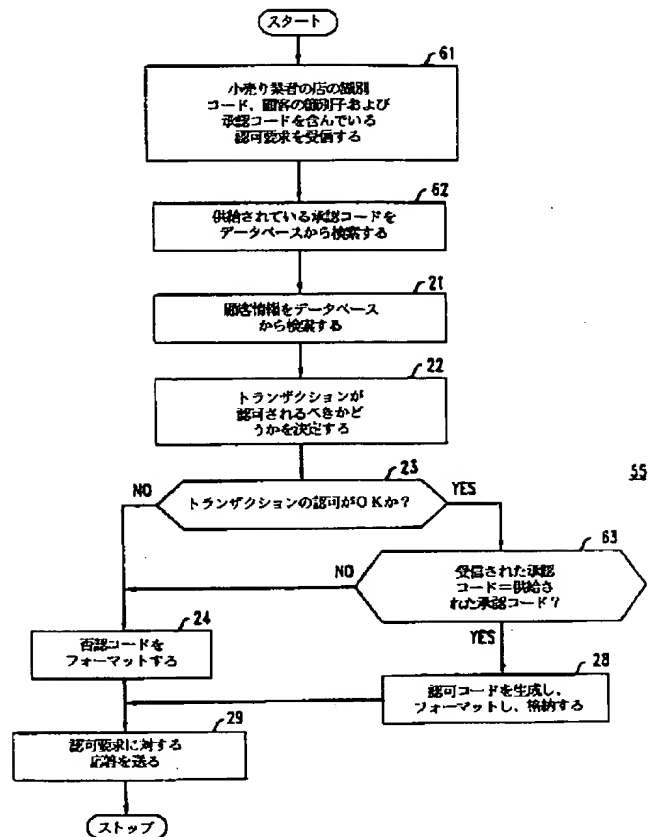 スタート
61
小売り業者の店の識別
コード、顧客の識別子および
承認コードを含んでいる
認可要求を受信する
62
供給されている承認コードを
データベースから検索する
21
顧客情報をデータベース
から検索する
22
トランザクションが
認可されるべきかど
うかを決定する
23
55
NO
トランザクションの認可がOKか?
YES
63
NO
受信された承認
コード=供給さ
れた承認コード?
24
YES
否認コードを
フォーマットする
28
認可コードを生成し、
フォーマットし、格納する
29
認可要求に対する
応答を送る
ストップ